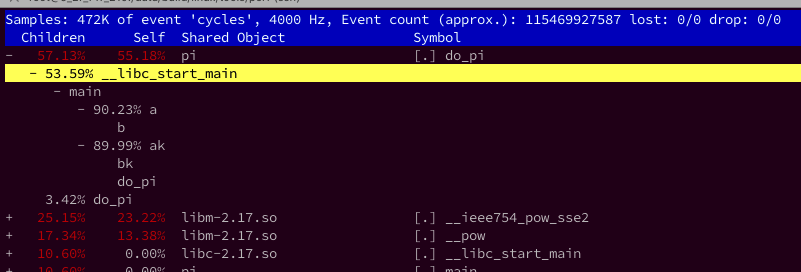 Samples: 472K of event 'cycles', 4000 Hz, Event count (approx.): 115469927587 lost: 0/0 drop: 0/0
Children Self Shared Object Symbol
- 57.13% 55.18% pi [.] do_pi
- 53.59% __libc_start_main
- main
- 90.23% a
b
- 89.99% ak
bk
do_pi
3.42% do_pi
+ 25.15% 23.22% libm-2.17.so [.] __ieee754_pow_sse2
+ 17.34% 13.38% libm-2.17.so [.] __pow
+ 10.60% 0.00% libc-2.17.so [.] __libc_start_main
+ 10.60% 0.00% pi [.] main